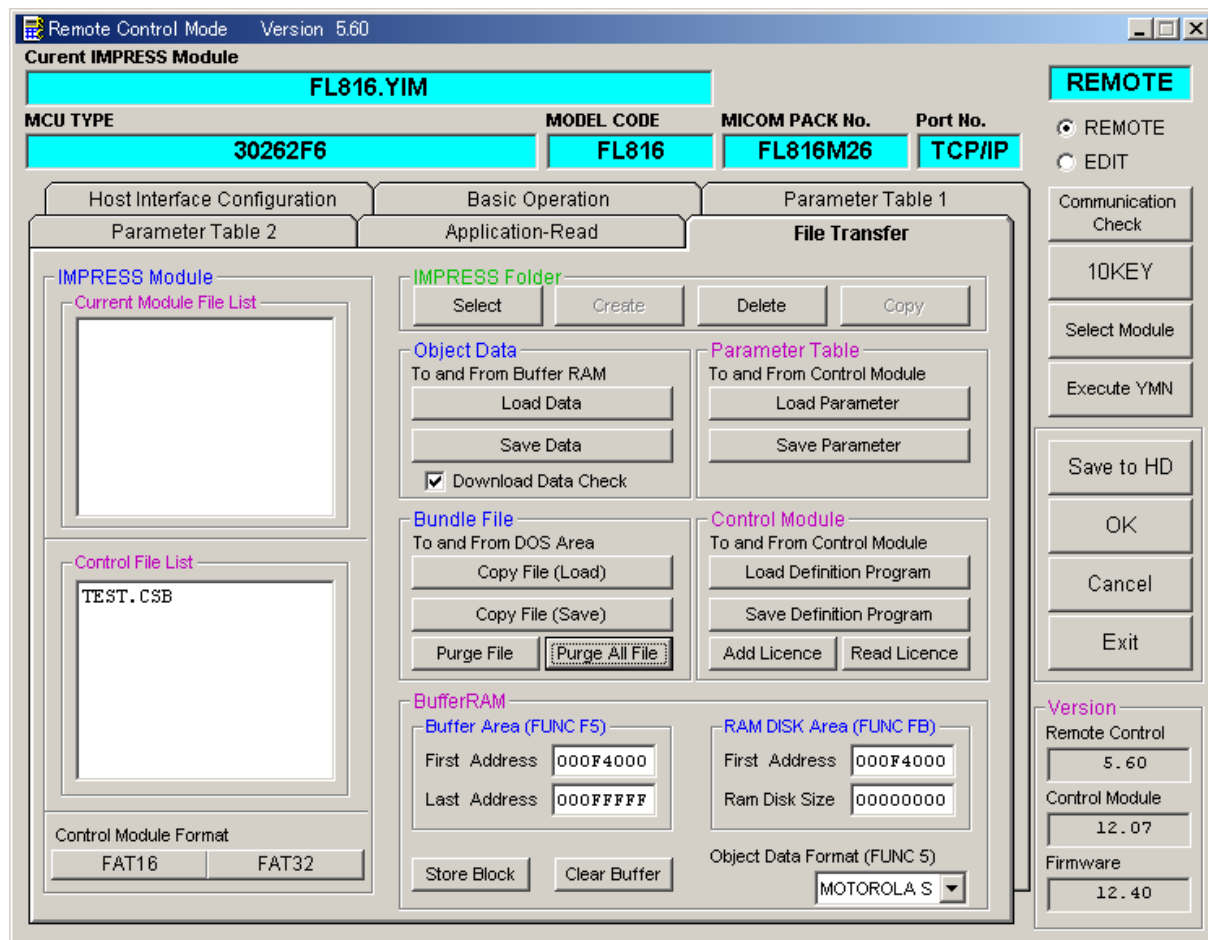 Remote Control Mode Version 5.60
Curent IMPRESS Module
FL816.YIM
REMOTE
MCU TYPE
MODEL CODE
MICOM PACK No.
Port No.
30262F6
FL816
FL816M26
TCP/IP
REMOTE
EDIT
Host Interface Configuration
Basic Operation
Parameter Table 1
Parameter Table 2
Application-Read
File Transfer
IMPRESS Module
Current Module File List
Control File List
TEST.CSB
Control Module Format
FAT16
FAT32
IMPRESS Folder
Select
Create
Delete
Copy
Object Data
To and From Buffer RAM
Load Data
Save Data
Download Data Check
Parameter Table
To and From Control Module
Load Parameter
Save Parameter
Bundle File
To and From DOS Area
Copy File (Load)
Copy File (Save)
Purge File
Purge All File
Control Module
To and From Control Module
Load Definition Program
Save Definition Program
Add Licence
Read Licence
BufferRAM
Buffer Area (FUNC F5)
First Address 000F4000
Last Address 000FFFFF
RAM DISK Area (FUNC FB)
First Address 000F4000
Ram Disk Size 00000000
Store Block
Clear Buffer
Object Data Format (FUNC 5)
MOTOROLA S
Communication
Check
10KEY
Select Module
Execute YMN
Save to HD
OK
Cancel
Exit
Version
Remote Control
5.60
Control Module
12.07
Firmware
12.40